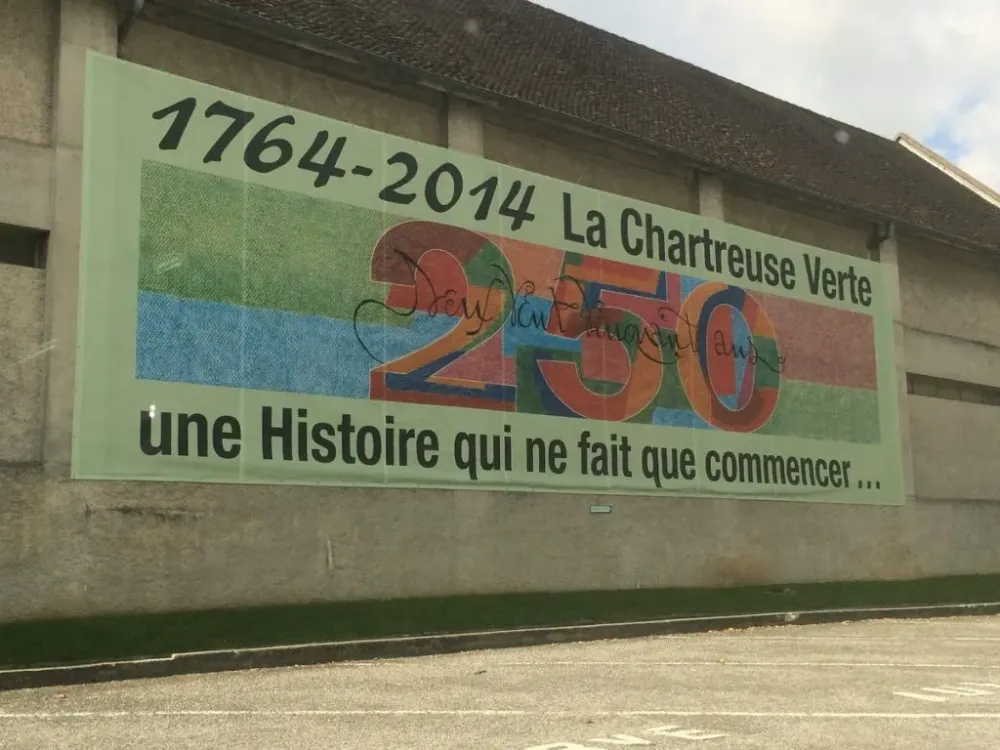 1764-2014 La Chartreuse Verte
250
Deux cent cinquante ans
une Histoire qui ne fait que commencer...